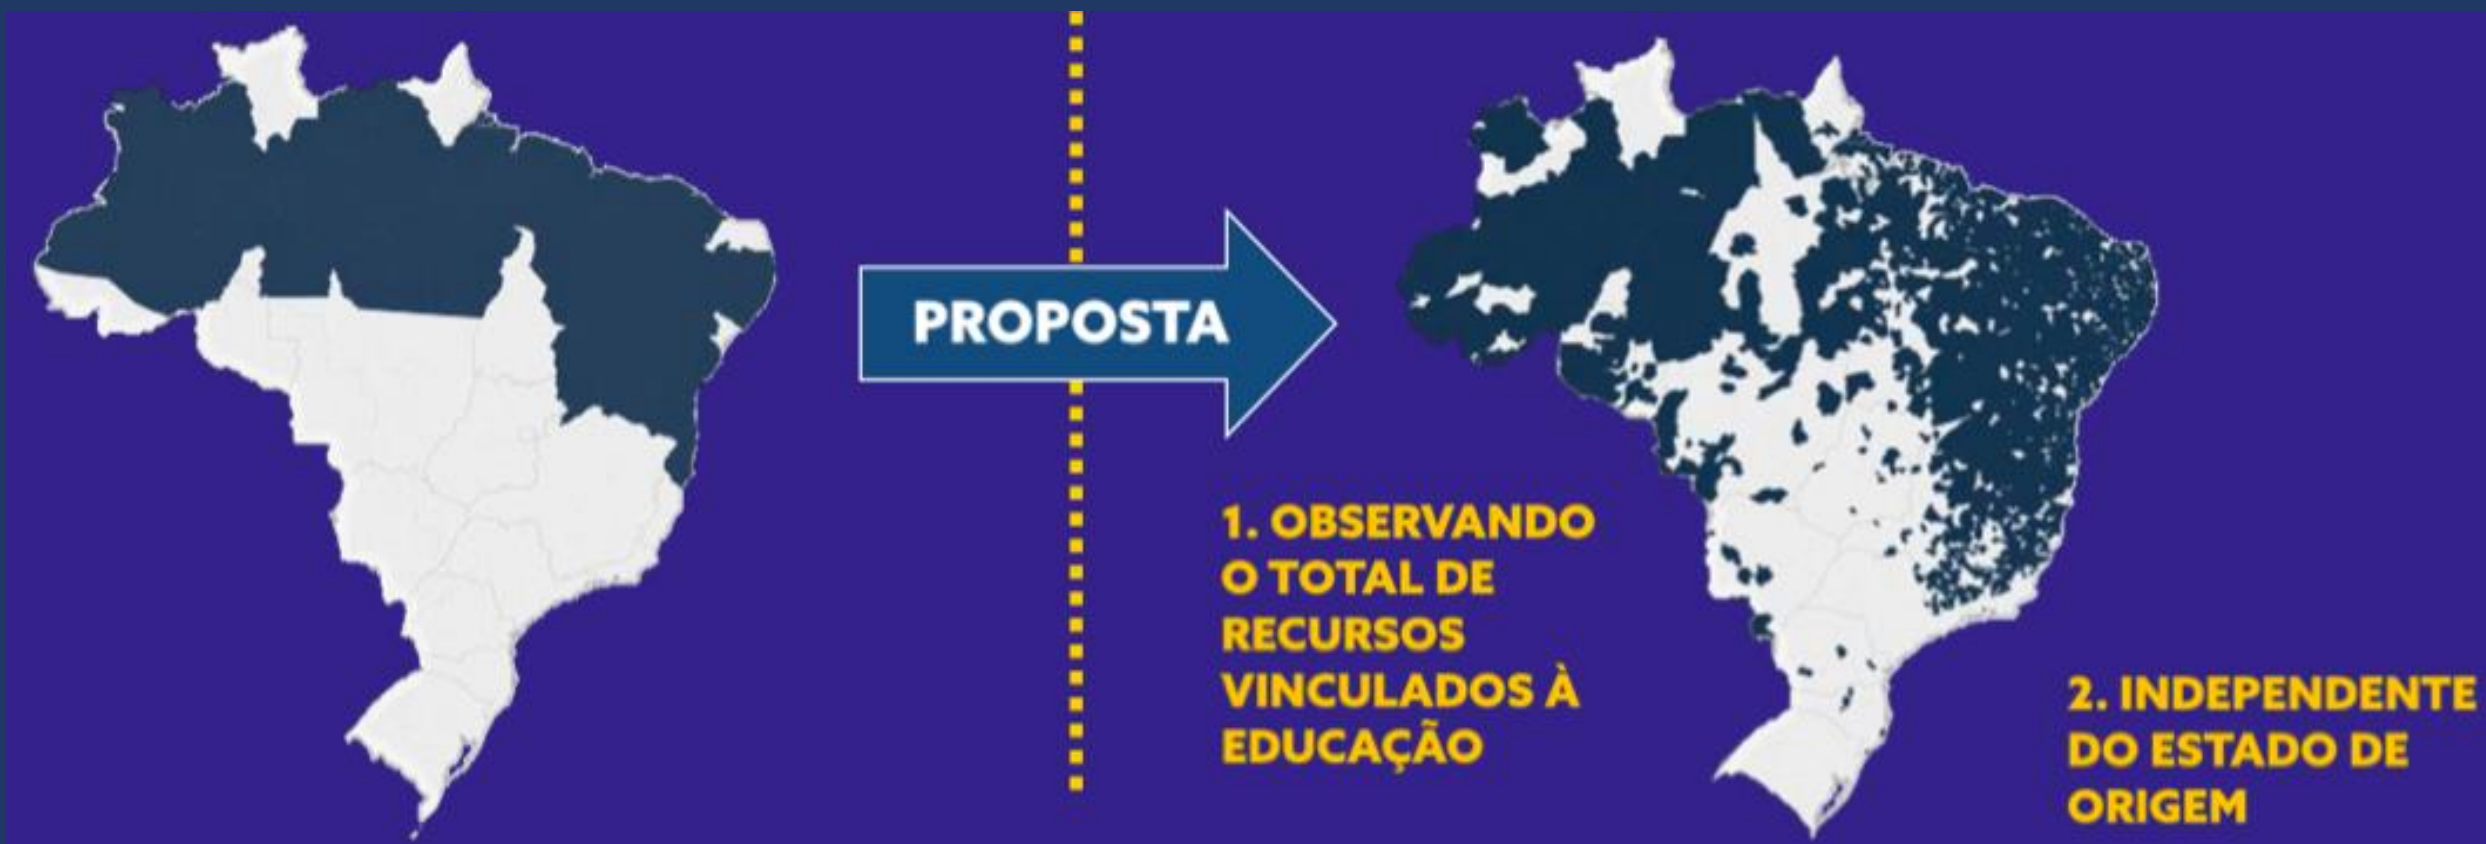 PROPOSTA
1. OBSERVANDO
O TOTAL DE
RECURSOS
VINCULADOS À
EDUCAÇÃO
2. INDEPENDENTE
DO ESTADO DE
ORIGEM